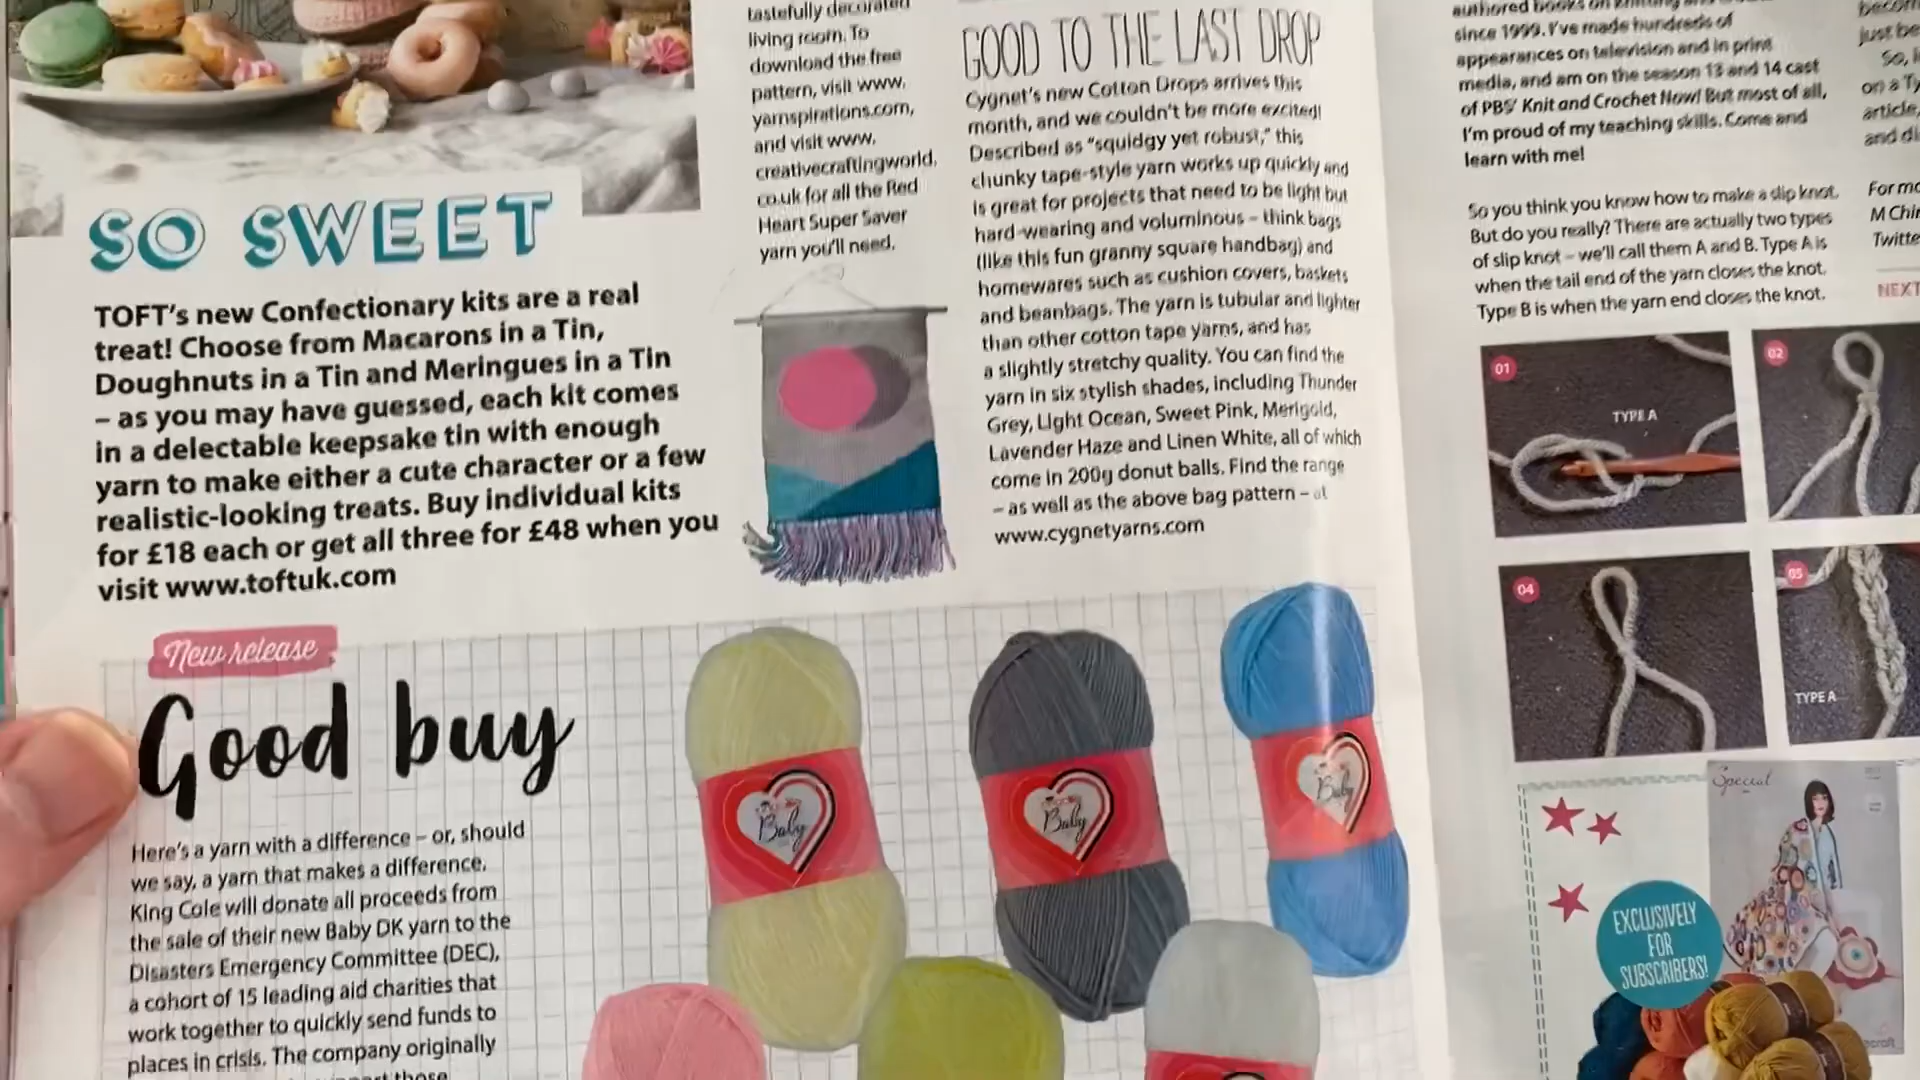 tastefully decorated
living room. To
download the free
pattern, visit www.
yarnspirations.com,
and visit www.
creativecraftingworld.
co.uk for all the Red
Heart Super Saver
yarn you'll need.
SO SWEET
TOFT's new Confectionary kits are a real
treat! Choose from Macarons in a Tin,
Doughnuts in a Tin and Meringues in a Tin
– as you may have guessed, each kit comes
in a delectable keepsake tin with enough
yarn to make either a cute character or a few
realistic-looking treats. Buy individual kits
for £18 each or get all three for £48 when you
visit www.toftuk.com
GOOD TO THE LAST DROP
Cygnet's new Cotton Drops arrives this
month, and we couldn't be more excited!
Described as "squidgy yet robust," this
chunky tape-style yarn works up quickly and
is great for projects that need to be light but
hard-wearing and voluminous – think bags
(like this fun granny square handbag) and
homewares such as cushion covers, baskets
and beanbags. The yarn is tubular and lighter
than other cotton tape yarns, and has
a slightly stretchy quality. You can find the
yarn in six stylish shades, including Thunder
Grey, Light Ocean, Sweet Pink, Merigold,
Lavender Haze and Linen White, all of which
come in 200g donut balls. Find the range
– as well as the above bag pattern – at
www.cygnetyarns.com
New release
Good buy
Here's a yarn with a difference – or, should
we say, a yarn that makes a difference.
King Cole will donate all proceeds from
the sale of their new Baby DK yarn to the
Disasters Emergency Committee (DEC),
a cohort of 15 leading aid charities that
work together to quickly send funds to
places in crisis. The company originally
those
Baby
Baby
Baby
authored books on knitting and
since 1999. I've made hundreds of
appearances on television and in print
media, and am on the season 13 and 14 cast
of PBS' Knit and Crochet Now! But most of all,
I'm proud of my teaching skills. Come and
learn with me!
So you think you know how to make a slip knot.
But do you really? There are actually two types
of slip knot – we'll call them A and B. Type A is
when the tail end of the yarn closes the knot.
Type B is when the yarn end closes the knot.
just be
So,
on a
article,
and di
For mo
M Chin
Twitte
NEXT
01
TYPE A
02
04
05
TYPE A
Special
EXCLUSIVELY
FOR
SUBSCRIBERS!